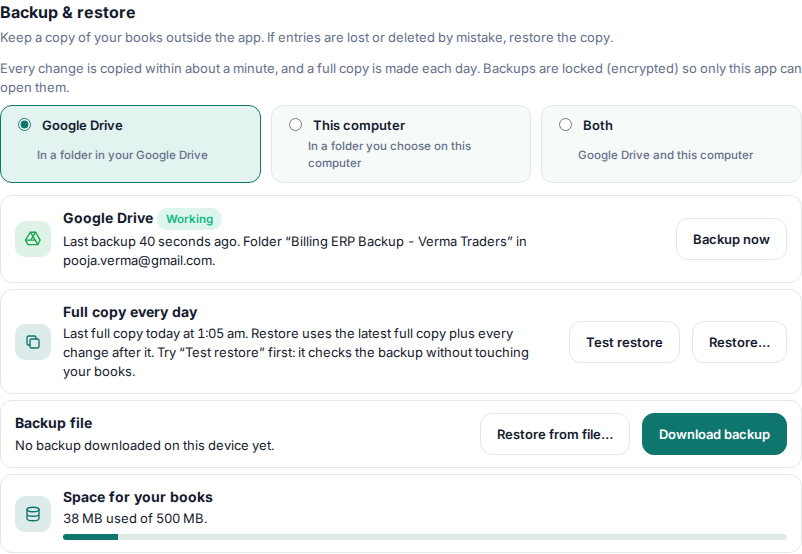 Backup & restore
Keep a copy of your books outside the app. If entries are lost or deleted by mistake, restore the copy.
Every change is copied within about a minute, and a full copy is made each day. Backups are locked (encrypted) so only this app can
open them.
Google Drive
In a folder in your Google Drive
This computer
In a folder you choose on this
computer
Both
Google Drive and this computer
Google Drive Working
Last backup 40 seconds ago. Folder “Billing ERP Backup - Verma Traders” in
pooja.verma@gmail.com.
Backup now
Full copy every day
Last full copy today at 1:05 am. Restore uses the latest full copy plus every
change after it. Try “Test restore” first: it checks the backup without touching
your books.
Test restore
Restore...
Backup file
No backup downloaded on this device yet.
Restore from file...
Download backup
Space for your books
38 MB used of 500 MB.